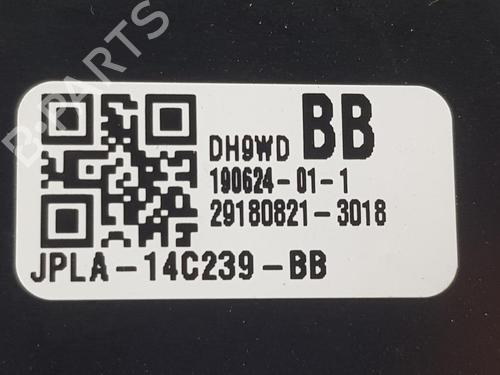 B-PARTS
DH9WD BB
190624-01-1
29180821-3018
JPLA-14C239-BB